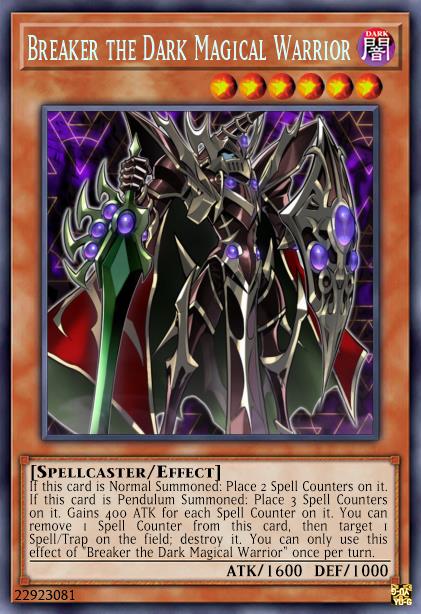 BREAKER THE DARK MAGICAL WARRIOR
DARK
闇
[SPELLCASTER/EFFECT]
If this card is Normal Summoned: Place 2 Spell Counters on it.
If this card is Pendulum Summoned: Place 3 Spell Counters
on it. Gains 400 ATK for each Spell Counter on it. You can
remove 1 Spell Counter from this card, then target 1
Spell/Trap on the field; destroy it. You can only use this
effect of "Breaker the Dark Magical Warrior" once per turn.
ATK/1600 DEF/1000
22923081